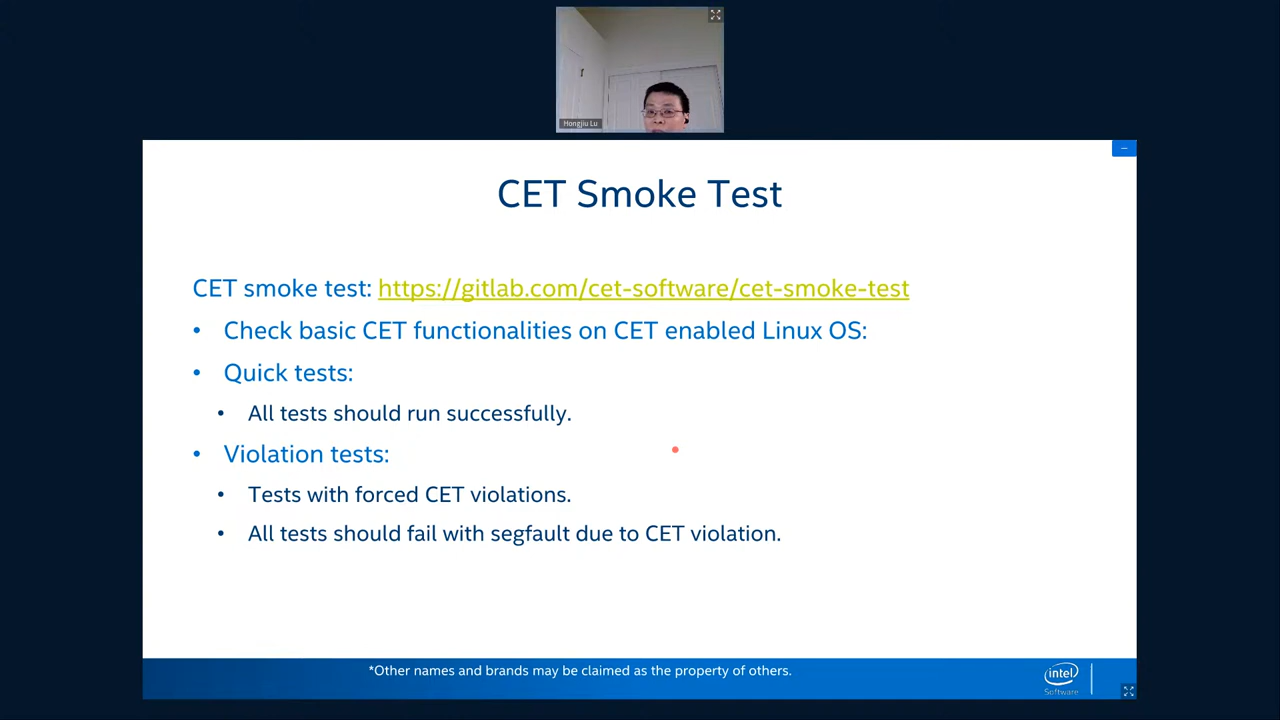 Hongjiu Lu
CET Smoke Test
CET smoke test: https://gitlab.com/cet-software/cet-smoke-test
• Check basic CET functionalities on CET enabled Linux OS:
• Quick tests:
• All tests should run successfully.
• Violation tests:
• Tests with forced CET violations.
• All tests should fail with segfault due to CET violation.
*Other names and brands may be claimed as the property of others.
intel
Software